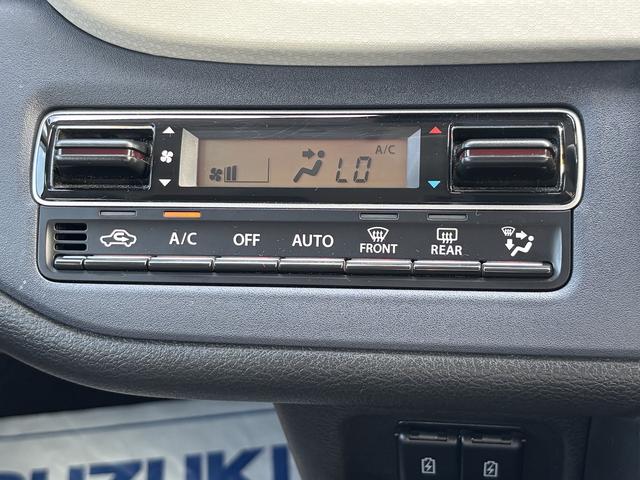 A/C
LO
A/C OFF AUTO FRONT REAR
SUZUKI